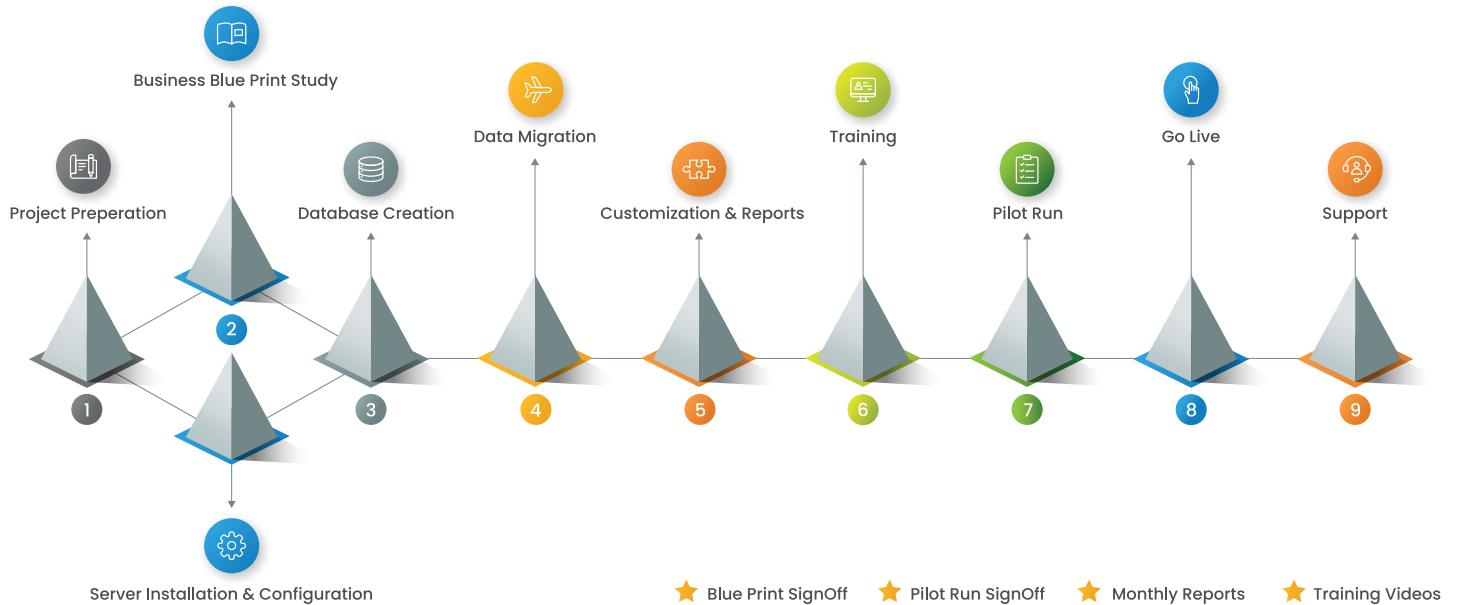 Business Blue Print Study
Project Preperation
Database Creation
Data Migration
Customization & Reports
Training
Pilot Run
Go Live
Support
1
2
3
4
5
6
7
8
9
Server Installation & Configuration
Blue Print SignOff
Pilot Run SignOff
Monthly Reports
Training Videos